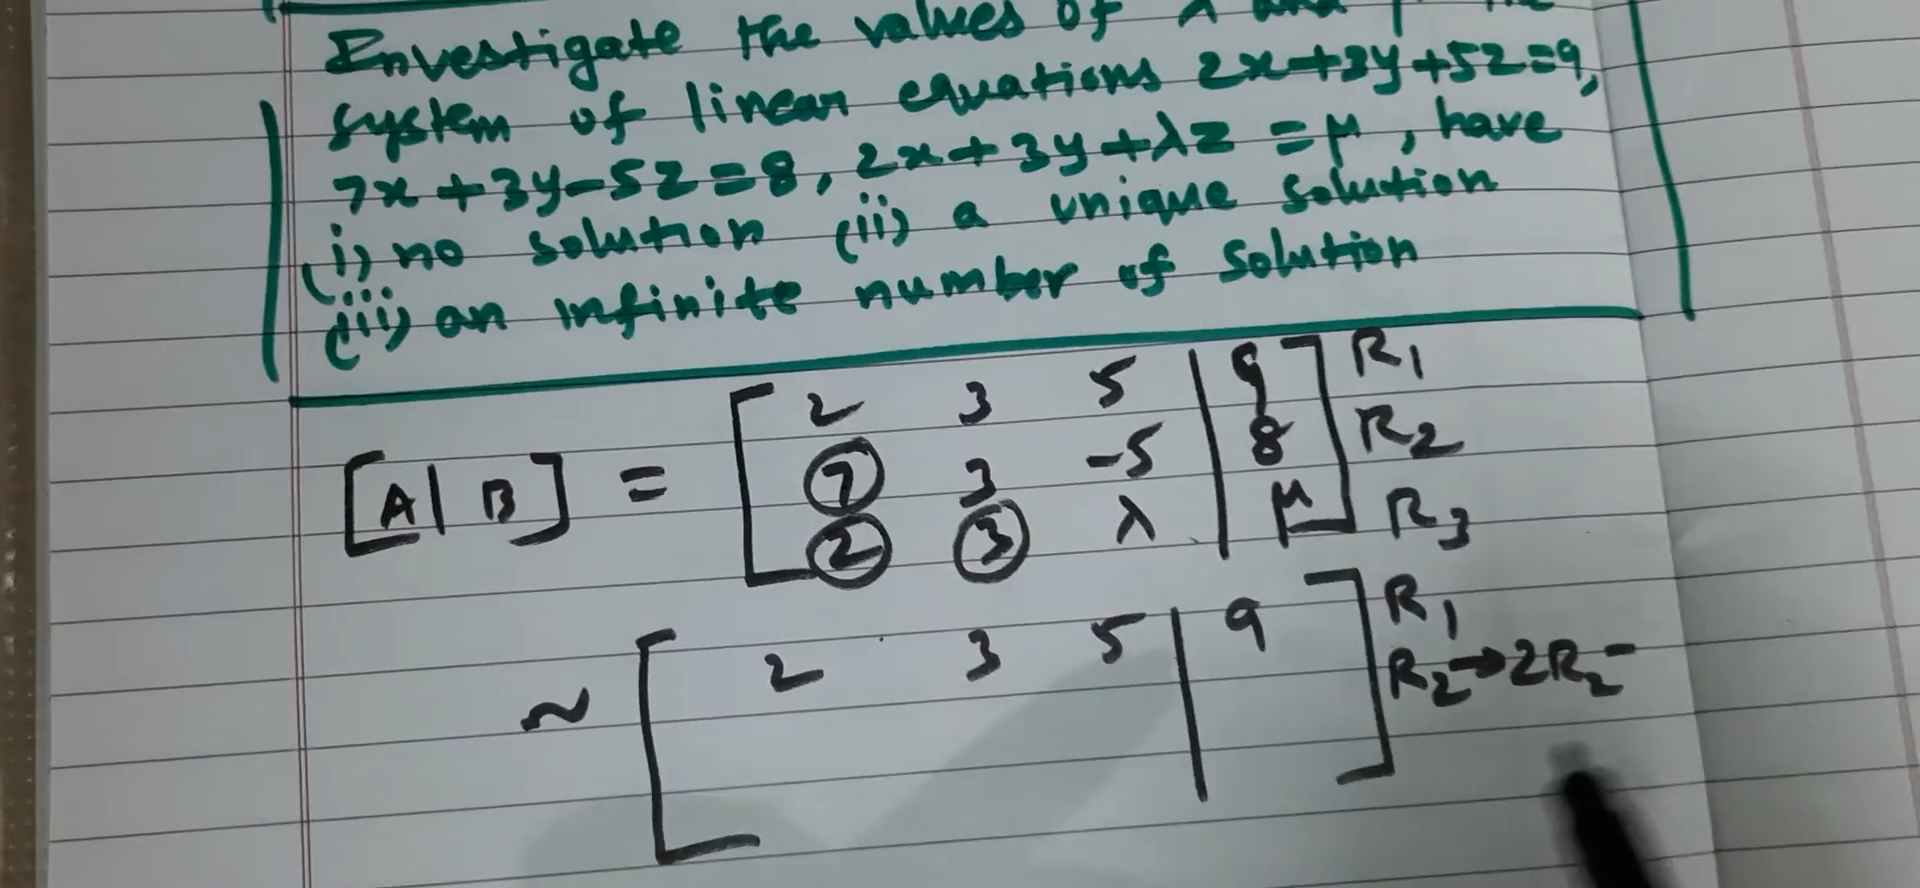 Investigate the values of λ and
system of linear equations 2x+3y+5z=9,
7x+3y-5z=8, 2x+3y+λz=μ, have
(i) no solution (ii) a unique solution
(iii) an infinite number of solution
2 3 5 | 9 R1
[A|B] = 7 3 -5 | 8 R2
2 3 λ | μ R3
~ 2 3 5 | 9 R1
R2→2R2-